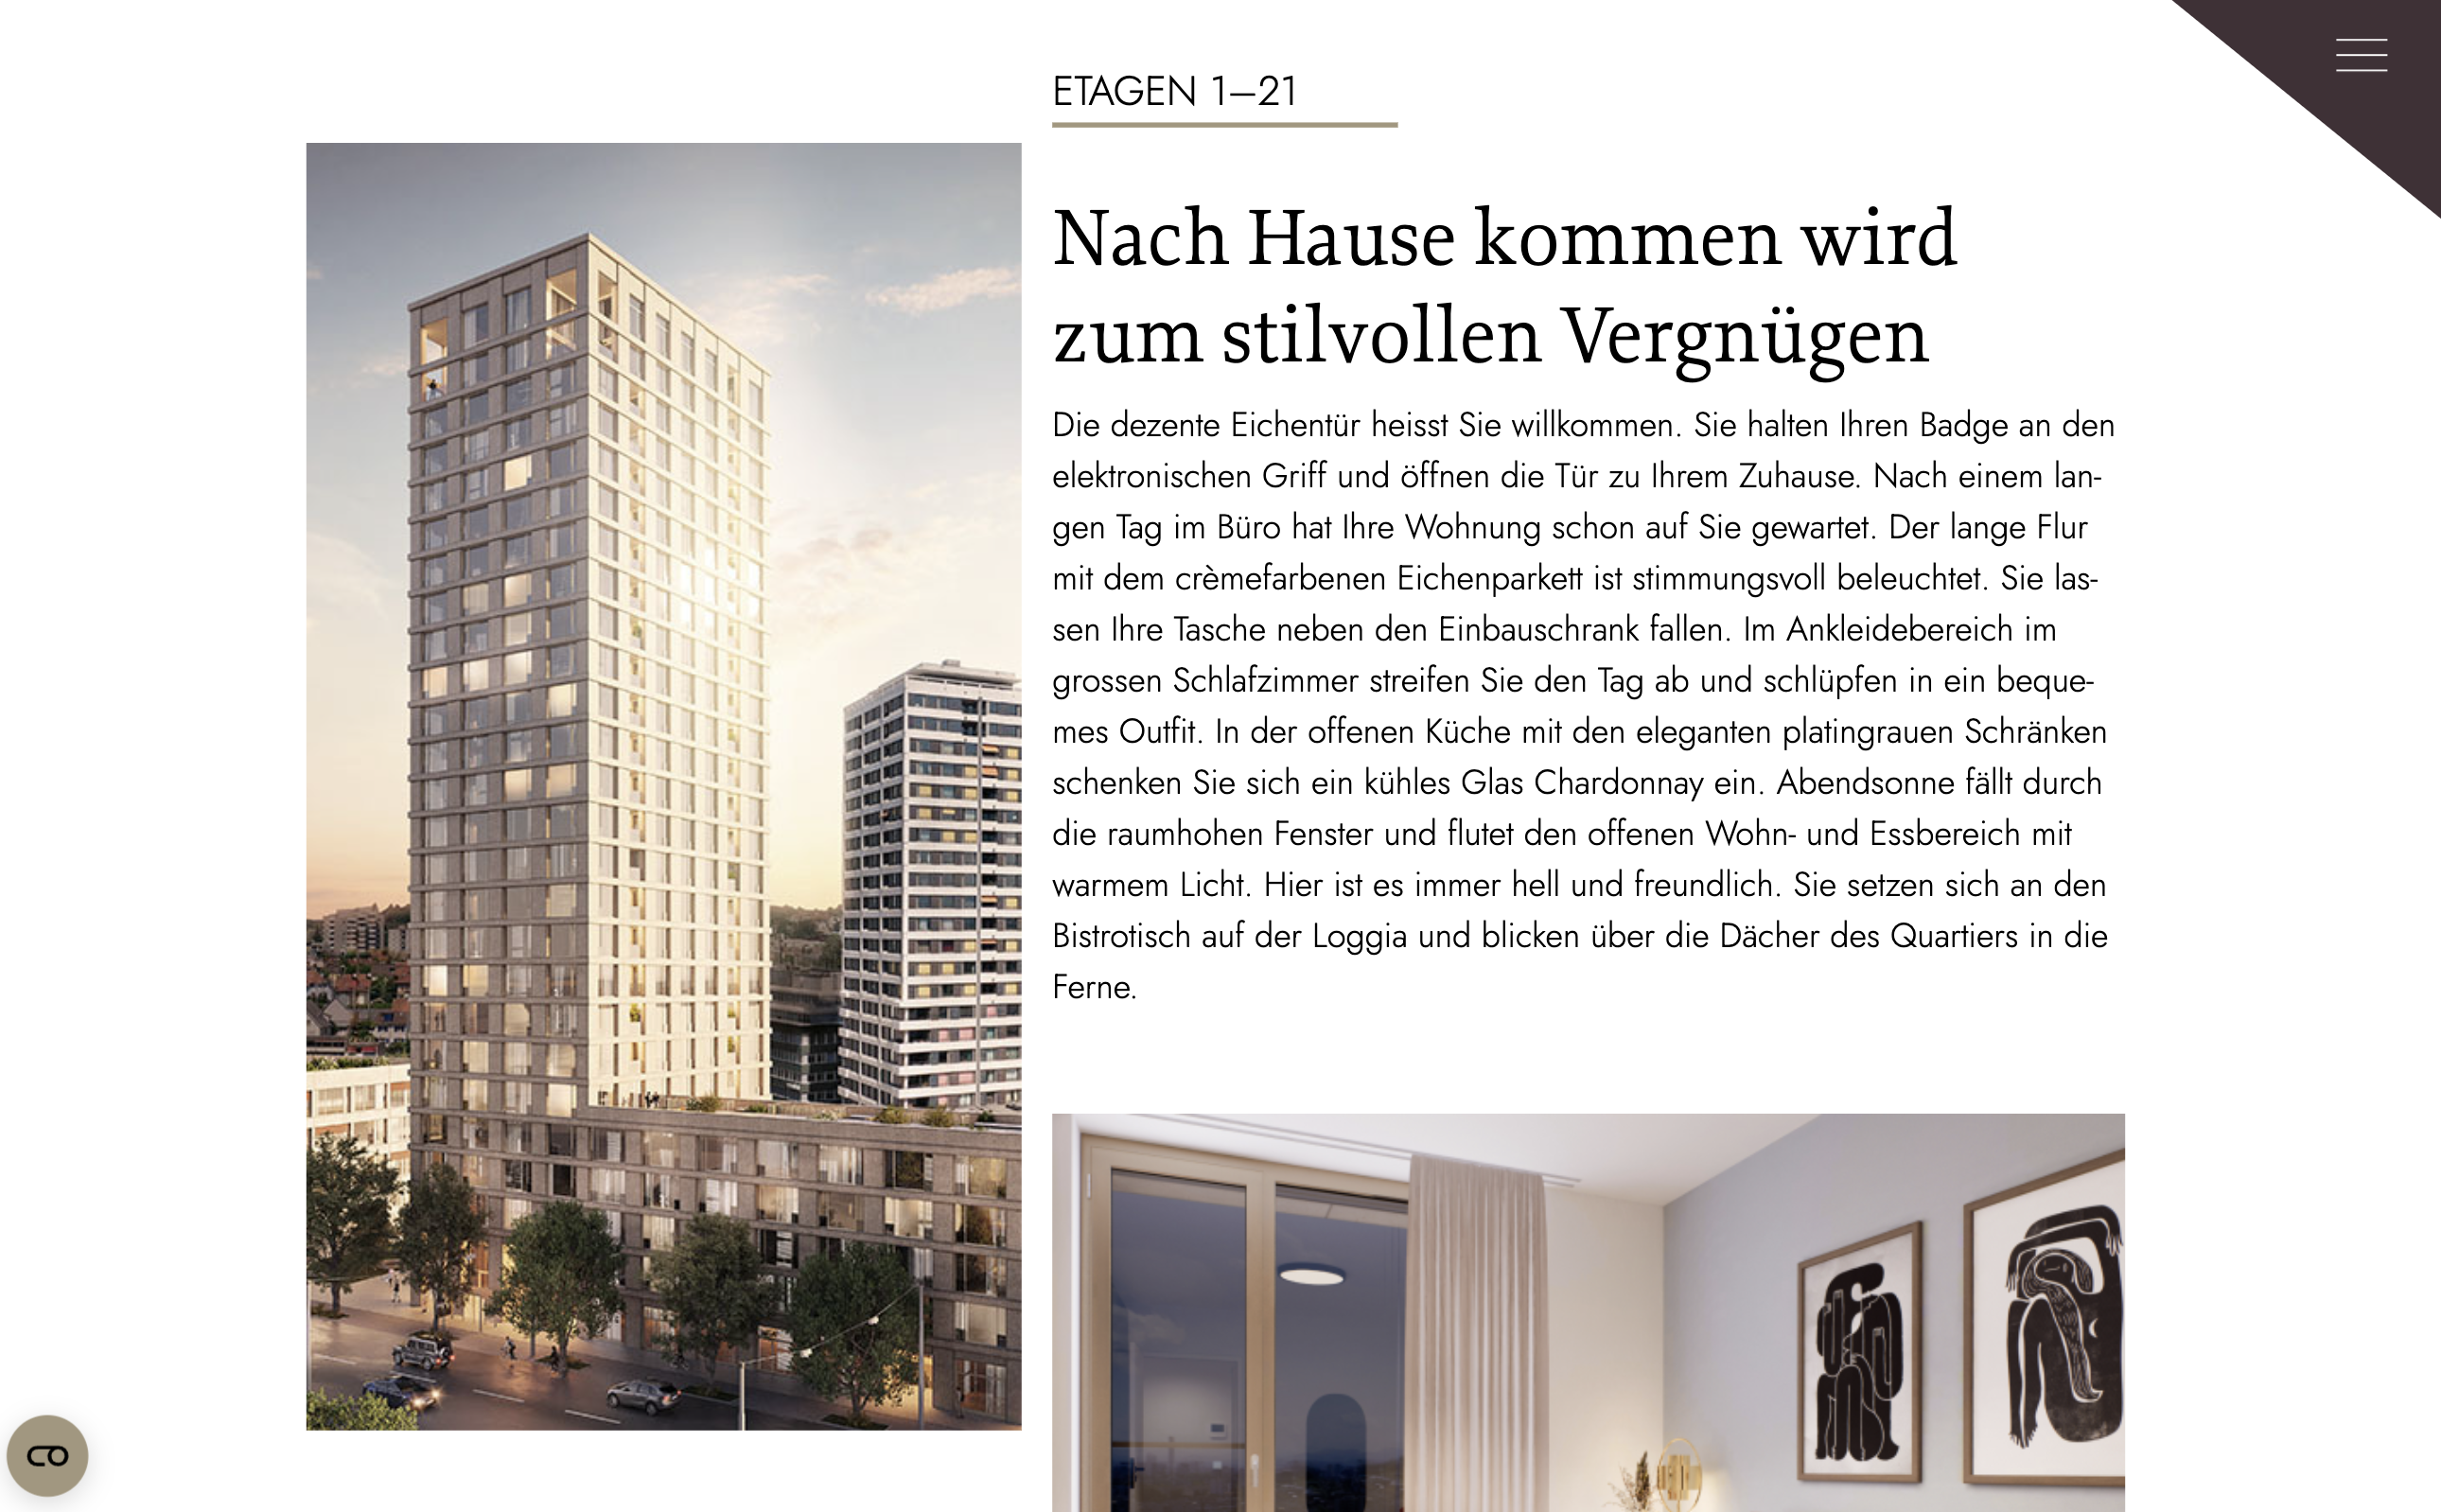 ETAGEN 1–21
Nach Hause kommen wird
zum stilvollen Vergnügen
Die dezente Eichentür heisst Sie willkommen. Sie halten Ihren Badge an den
elektronischen Griff und öffnen die Tür zu Ihrem Zuhause. Nach einem lan-
gen Tag im Büro hat Ihre Wohnung schon auf Sie gewartet. Der lange Flur
mit dem crèmefarbenen Eichenparkett ist stimmungsvoll beleuchtet. Sie las-
sen Ihre Tasche neben den Einbauschrank fallen. Im Ankleidebereich im
grossen Schlafzimmer streifen Sie den Tag ab und schlüpfen in ein beque-
mes Outfit. In der offenen Küche mit den eleganten platingrauen Schränken
schenken Sie sich ein kühles Glas Chardonnay ein. Abendsonne fällt durch
die raumhohen Fenster und flutet den offenen Wohn- und Essbereich mit
warmem Licht. Hier ist es immer hell und freundlich. Sie setzen sich an den
Bistrotisch auf der Loggia und blicken über die Dächer des Quartiers in die
Ferne.